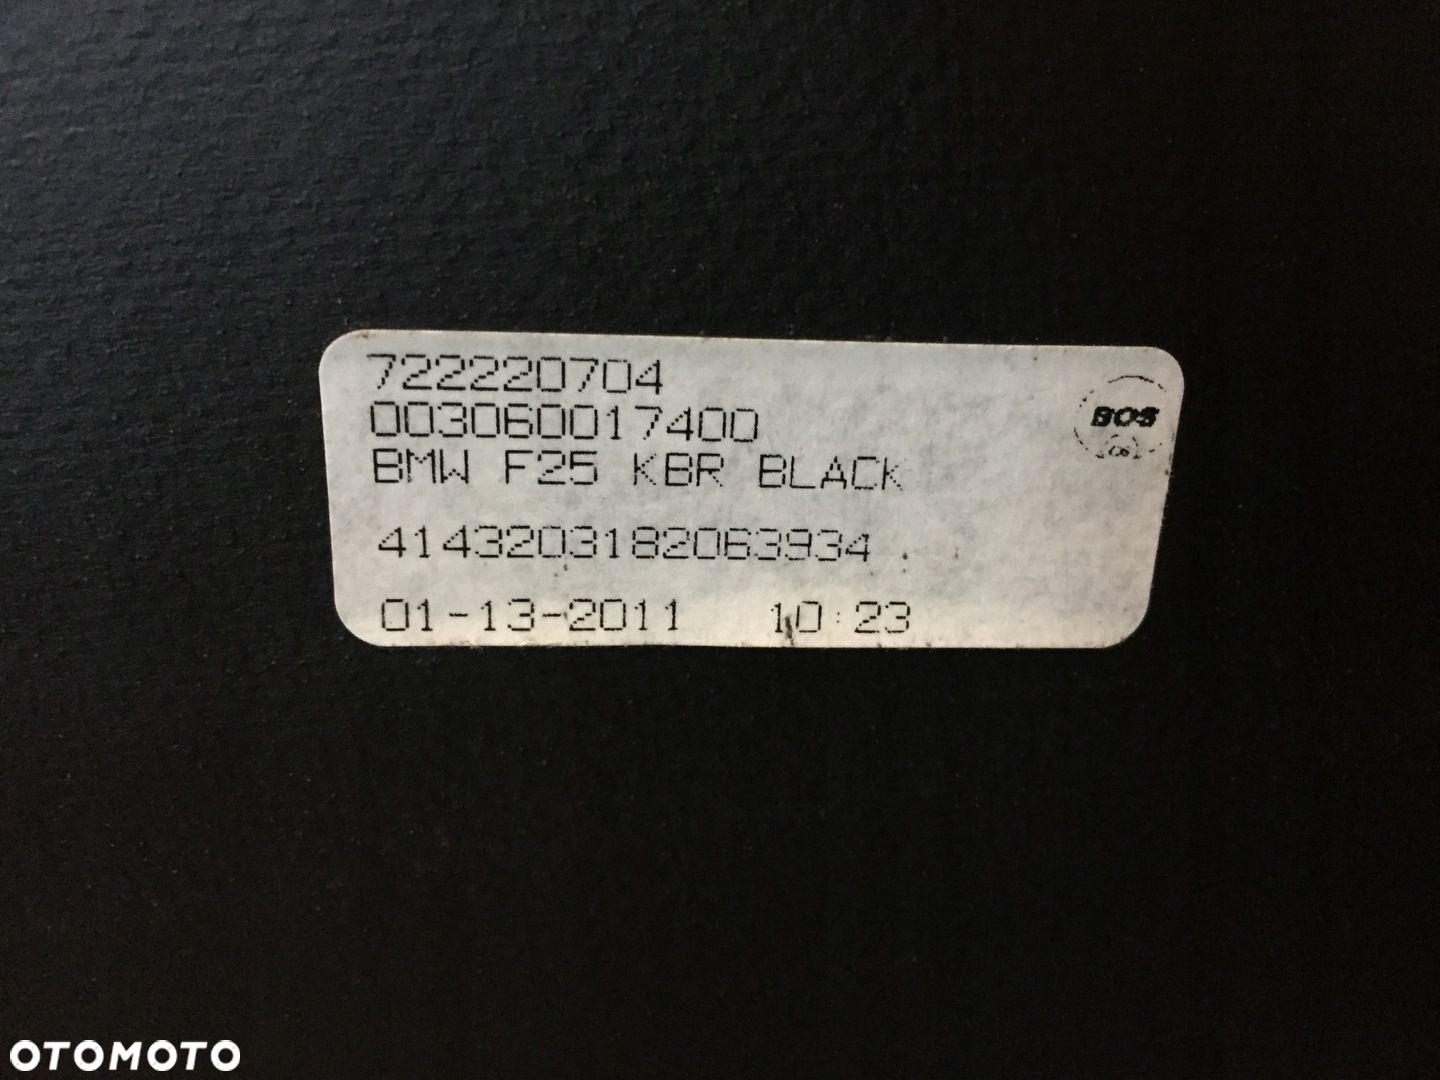 722220704
003060017400
BOS
BMW F25 KBR BLACK
41432031820639​34
01-13-2011 10:23
OTOMOTO